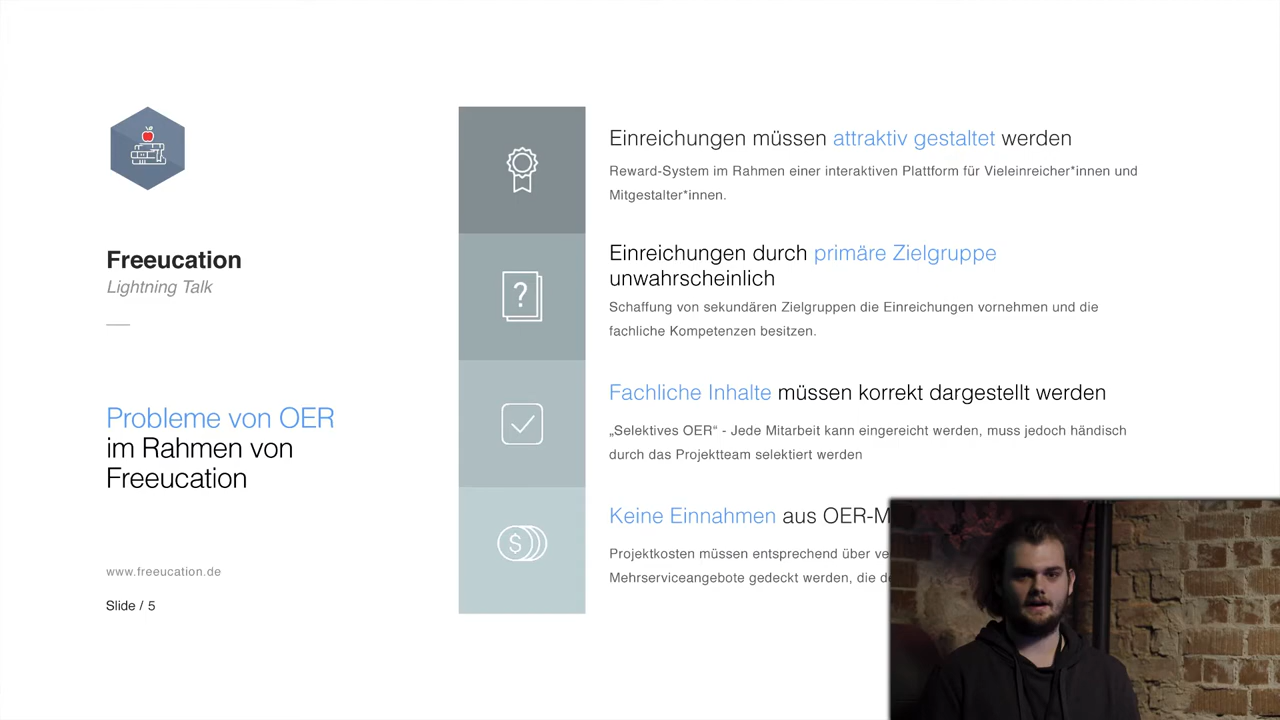 Freeucation
Lightning Talk
Probleme von OER
im Rahmen von
Freeucation
www.freeucation.de
Slide / 5
Einreichungen müssen attraktiv gestaltet werden
Reward-System im Rahmen einer interaktiven Plattform für Vieleinreicher*innen und
Mitgestalter*innen.
Einreichungen durch primäre Zielgruppe
unwahrscheinlich
Schaffung von sekundären Zielgruppen die Einreichungen vornehmen und die
fachliche Kompetenzen besitzen.
Fachliche Inhalte müssen korrekt dargestellt werden
„Selektives OER“ - Jede Mitarbeit kann eingereicht werden, muss jedoch händisch
durch das Projektteam selektiert werden
Keine Einnahmen aus OER-M
Projektkosten müssen entsprechend über
Mehrserviceangebote gedeckt werden, die